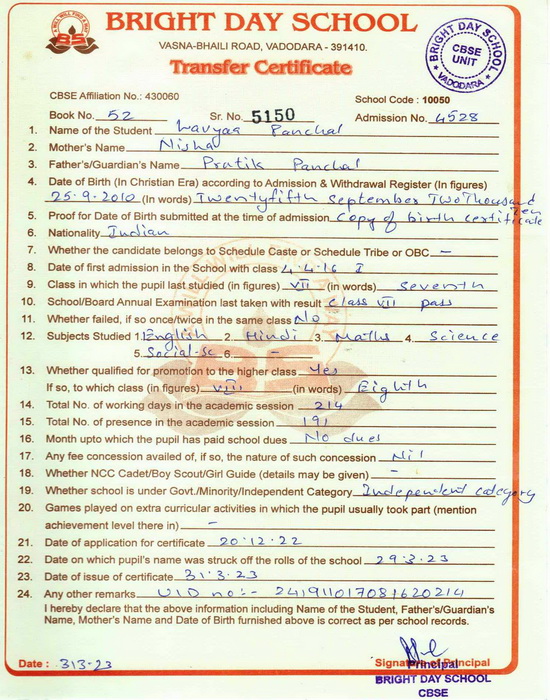 BRIGHT DAY SCHOOL
VASNA-BHAILI ROAD, VADODARA - 391410.
Transfer Certificate
BRIGHT DAY SCHOOL
CBSE
UNIT
VADODARA
CBSE Affiliation No.: 430060
School Code : 10050
Book No. 52 Sr. No. 5150 Admission No. 4528
1. Name of the Student Lavyaa Panchal
2. Mother's Name Nisha
3. Father's/Guardian's Name Pratik Panchal
4. Date of Birth (In Christian Era) according to Admission & Withdrawal Register (In figures)
25.9.2010 (In words) Twentyfifth September Two Thousand Ten
5. Proof for Date of Birth submitted at the time of admission Copy of birth certificate
6. Nationality Indian
7. Whether the candidate belongs to Schedule Caste or Schedule Tribe or OBC -
8. Date of first admission in the School with class 4.4.16 I
9. Class in which the pupil last studied (in figures) VII (in words) Seventh
10. School/Board Annual Examination last taken with result Class VII pass
11. Whether failed, if so once/twice in the same class No
12. Subjects Studied 1. English 2. Hindi 3. Maths 4. Science
5. Social-Sc 6. -
13. Whether qualified for promotion to the higher class Yes
If so, to which class (in figures) VIII (in words) Eighth
14. Total No. of working days in the academic session 214
15. Total No. of presence in the academic session 191
16. Month upto which the pupil has paid school dues No dues
17. Any fee concession availed of, if so, the nature of such concession Nil
18. Whether NCC Cadet/Boy Scout/Girl Guide (details may be given) -
19. Whether school is under Govt./Minority/Independent Category Independent category
20. Games played on extra curricular activities in which the pupil usually took part (mention
achievement level there in) -
21. Date of application for certificate 20.12.22
22. Date on which pupil's name was struck off the rolls of the school 29.3.23
23. Date of issue of certificate 31.3.23
24. Any other remarks UID no:- 241911017081620214
I hereby declare that the above information including Name of the Student, Father's/Guardian's
Name, Mother's Name and Date of Birth furnished above is correct as per school records.
Date : 31.3.23
Signature of Principal
Principal
BRIGHT DAY SCHOOL
CBSE